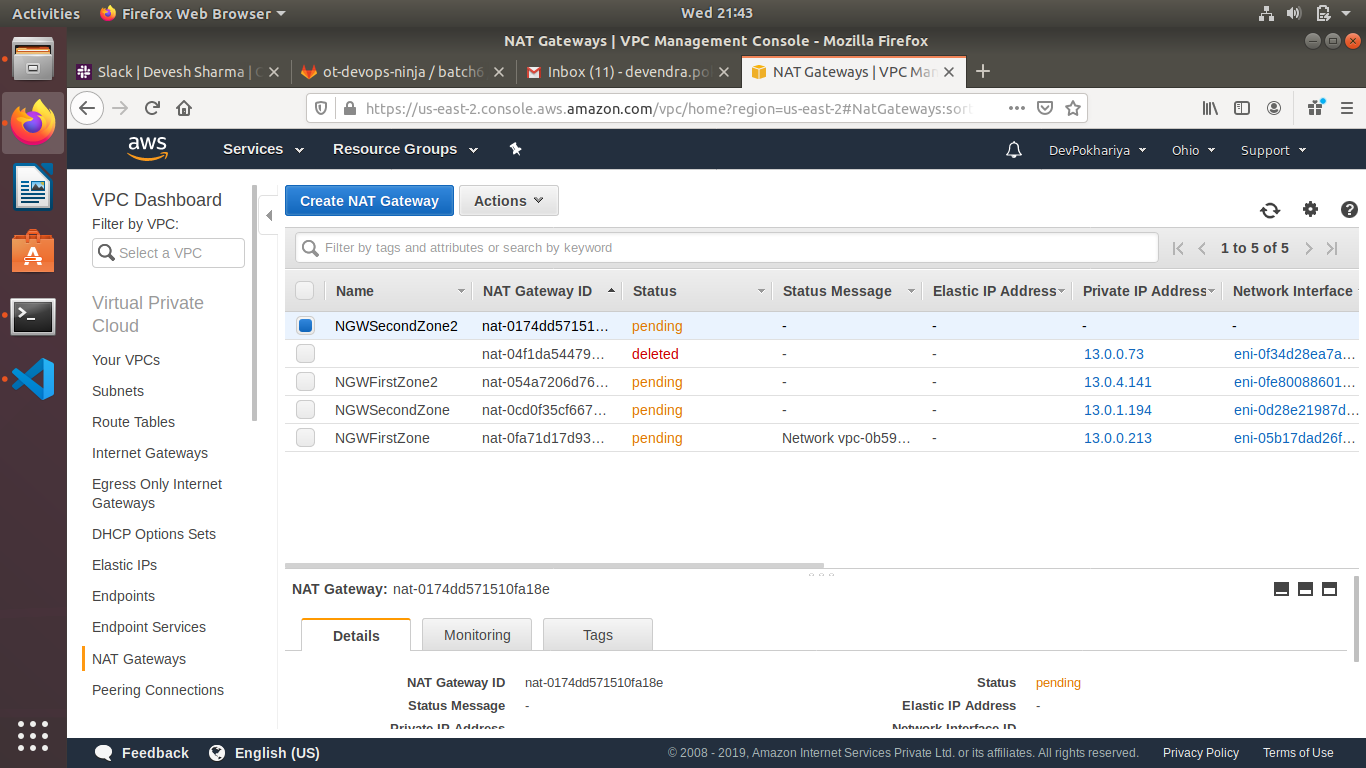 Activities Firefox Web Browser Wed 21:43
NAT Gateways | VPC Management Console - Mozilla Firefox
Slack | Devesh Sharma | ot-devops-ninja / batch6 Inbox (11) - devendra.po NAT Gateways | VPC Ma
https://us-east-2.console.aws.amazon.com/vpc/home?region=us-east-2#NatGateways:sort
aws Services Resource Groups DevPokhariya Ohio Support
VPC Dashboard
Filter by VPC:
Select a VPC
Virtual Private
Cloud
Your VPCs
Subnets
Route Tables
Internet Gateways
Egress Only Internet
Gateways
DHCP Options Sets
Elastic IPs
Endpoints
Endpoint Services
NAT Gateways
Peering Connections
Create NAT Gateway Actions
Filter by tags and attributes or search by keyword 1 to 5 of 5
Name NAT Gateway ID Status Status Message Elastic IP Address Private IP Address Network Interface
NGWSecondZone2 nat-0174dd57151... pending - - - -
nat-04f1da54479... deleted - - 13.0.0.73 eni-0f34d28ea7a...
NGWFirstZone2 nat-054a7206d76... pending - - 13.0.4.141 eni-0fe80088601...
NGWSecondZone nat-0cd0f35cf667... pending - - 13.0.1.194 eni-0d28e21987d...
NGWFirstZone nat-0fa71d17d93... pending Network vpc-0b59... - 13.0.0.213 eni-05b17dad26f...
NAT Gateway: nat-0174dd571510fa18e
Details Monitoring Tags
NAT Gateway ID nat-0174dd571510fa18e Status pending
Status Message - Elastic IP Address -
Private IP Address Network Interface ID
Feedback English (US) © 2008 - 2019, Amazon Internet Services Private Ltd. or its affiliates. All rights reserved. Privacy Policy Terms of Use